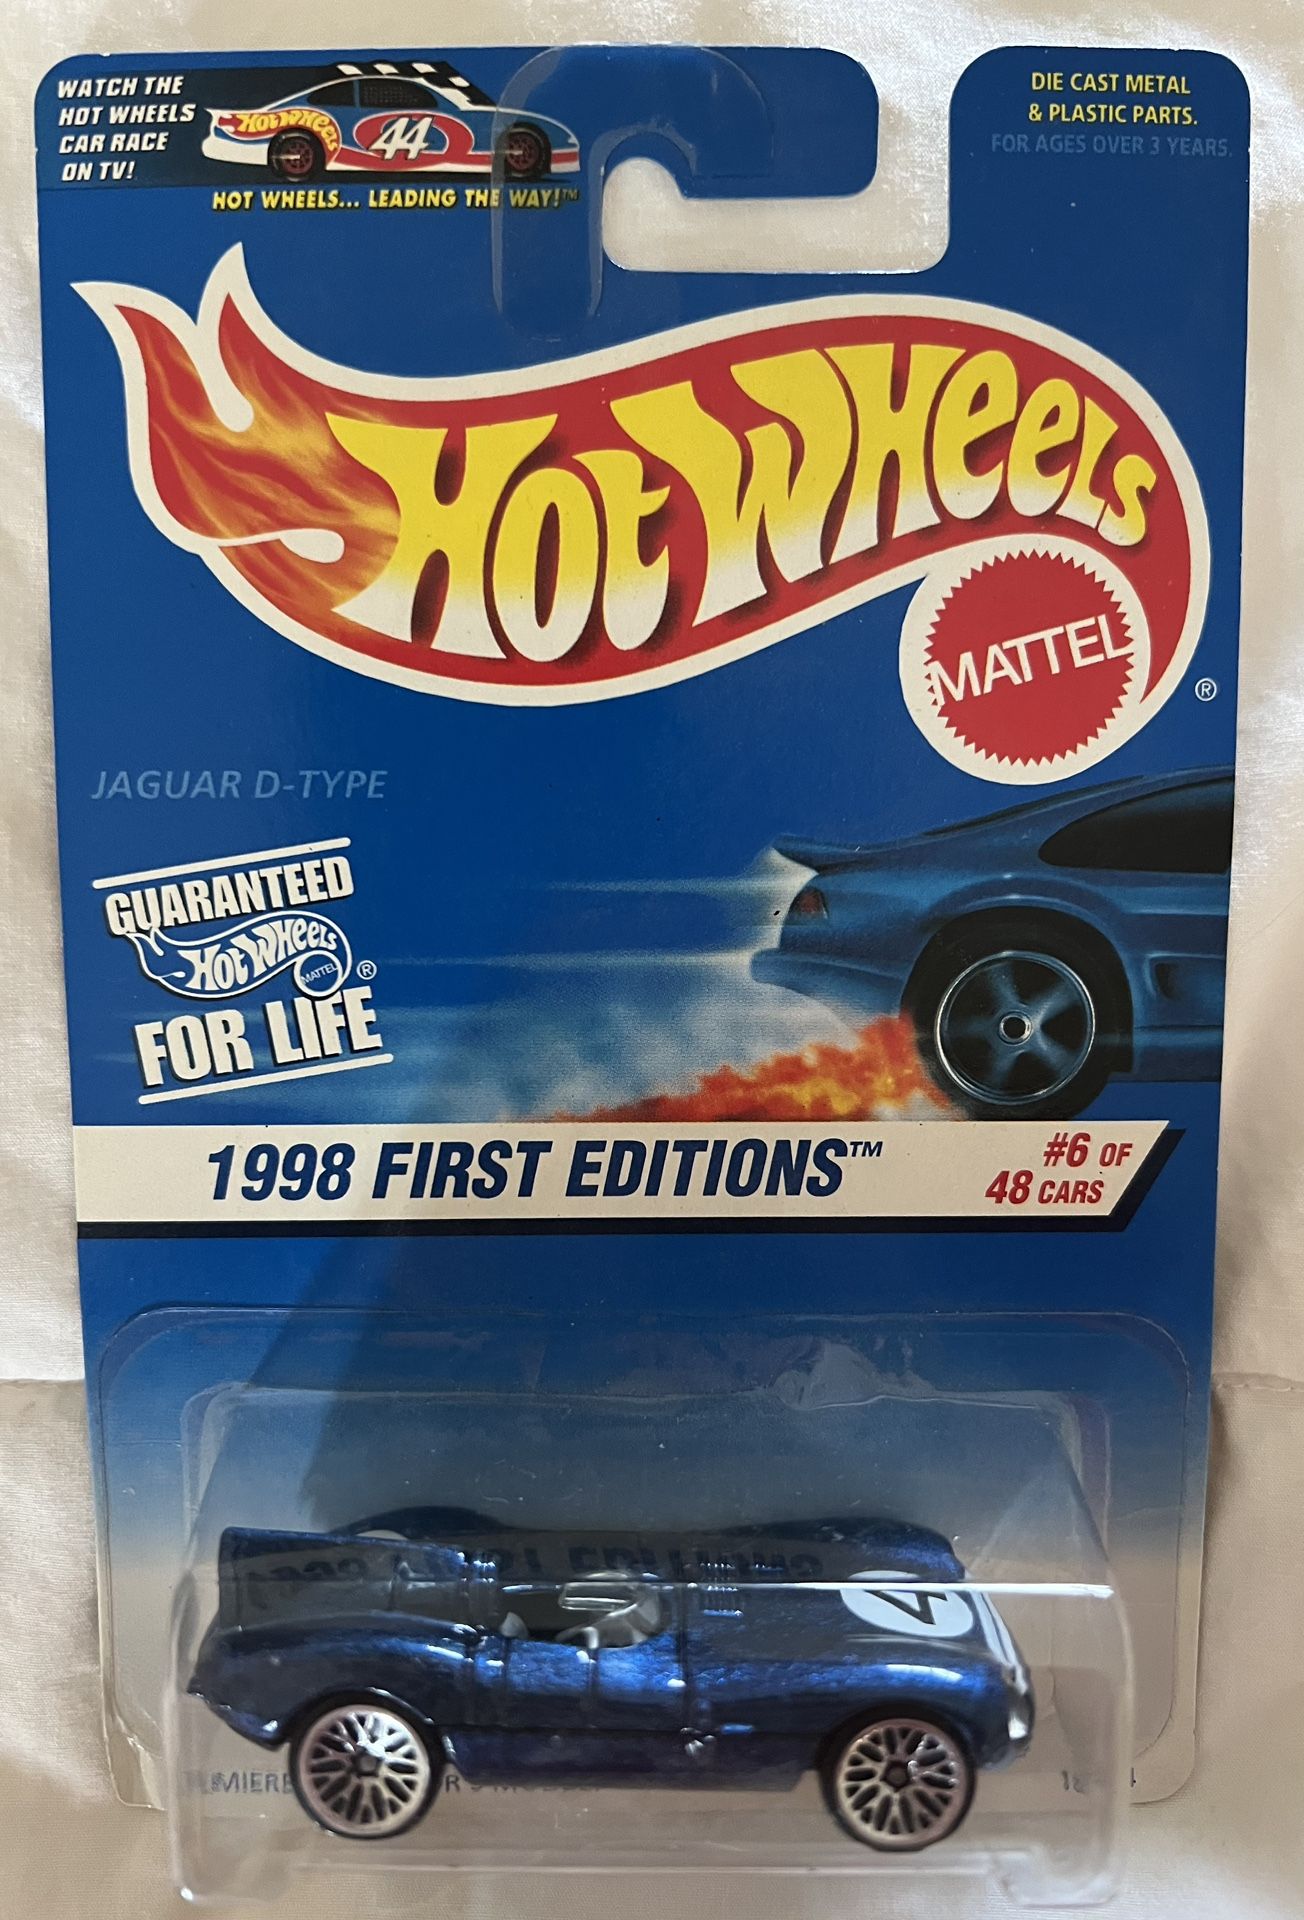 WATCH THE
HOT WHEELS
CAR RACE
ON TV!
HOT WHEELS
44
HOT WHEELS... LEADING THE WAY!™
DIE CAST METAL
& PLASTIC PARTS.
FOR AGES OVER 3 YEARS.
HOT WHEELS
MATTEL
®
JAGUAR D-TYPE
GUARANTEED
HOT WHEELS
MATTEL ®
FOR LIFE
1998 FIRST EDITIONS™
#6 OF
48 CARS
4